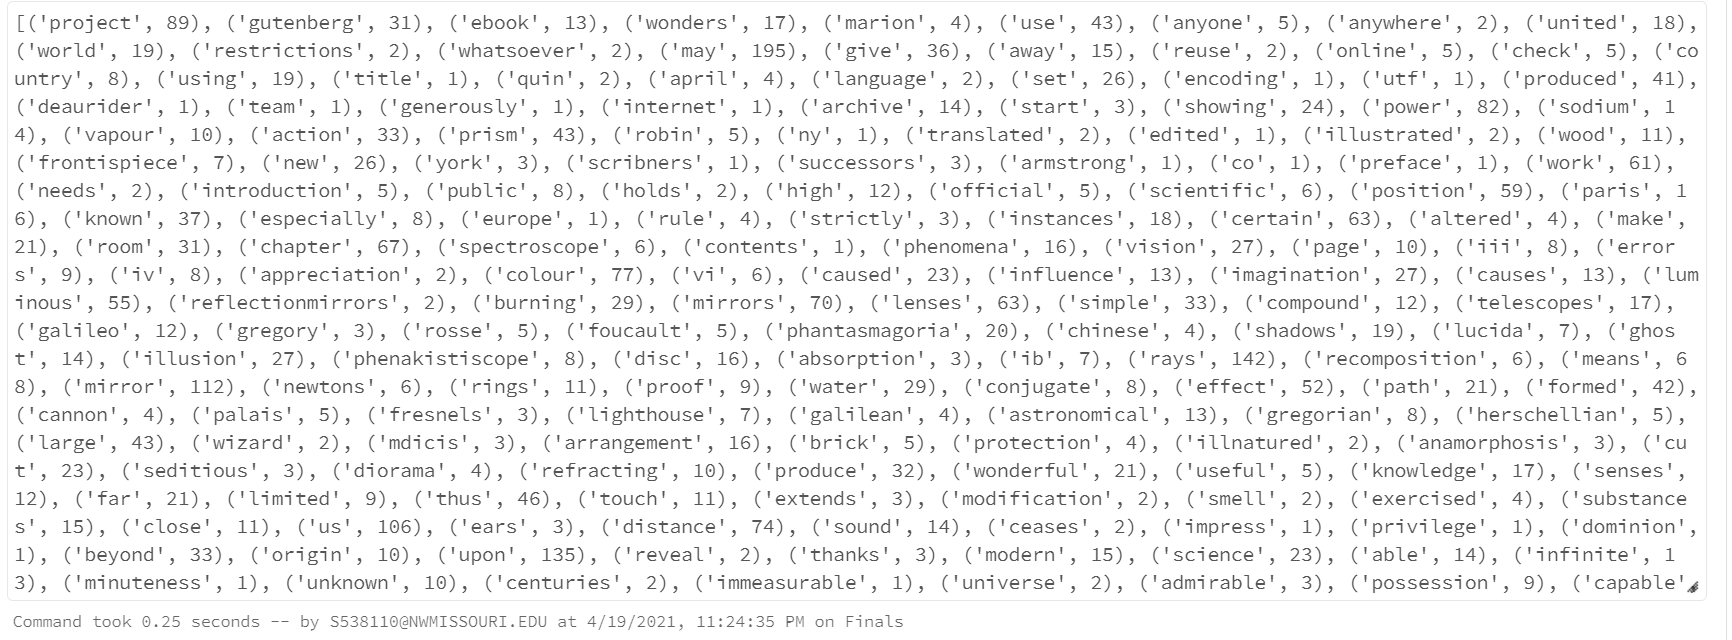 [('project', 89), ('gutenberg', 31), ('ebook', 13), ('wonders', 17), ('marion', 4), ('use', 43), ('anyone', 5), ('anywhere', 2), ('united', 18),
('world', 19), ('restrictions', 2), ('whatsoever', 2), ('may', 195), ('give', 36), ('away', 15), ('reuse', 2), ('online', 5), ('check', 5), ('co
untry', 8), ('using', 19), ('title', 1), ('quin', 2), ('april', 4), ('language', 2), ('set', 26), ('encoding', 1), ('utf', 1), ('produced', 41),
('deaurider', 1), ('team', 1), ('generously', 1), ('internet', 1), ('archive', 14), ('start', 3), ('showing', 24), ('power', 82), ('sodium', 1
4), ('vapour', 10), ('action', 33), ('prism', 43), ('robin', 5), ('ny', 1), ('translated', 2), ('edited', 1), ('illustrated', 2), ('wood', 11),
('frontispiece', 7), ('new', 26), ('york', 3), ('scribners', 1), ('successors', 3), ('armstrong', 1), ('co', 1), ('preface', 1), ('work', 61),
('needs', 2), ('introduction', 5), ('public', 8), ('holds', 2), ('high', 12), ('official', 5), ('scientific', 6), ('position', 59), ('paris', 1
6), ('known', 37), ('especially', 8), ('europe', 1), ('rule', 4), ('strictly', 3), ('instances', 18), ('certain', 63), ('altered', 4), ('make',
21), ('room', 31), ('chapter', 67), ('spectroscope', 6), ('contents', 1), ('phenomena', 16), ('vision', 27), ('page', 10), ('iii', 8), ('error
s', 9), ('iv', 8), ('appreciation', 2), ('colour', 77), ('vi', 6), ('caused', 23), ('influence', 13), ('imagination', 27), ('causes', 13), ('lum
inous', 55), ('reflectionmirrors', 2), ('burning', 29), ('mirrors', 70), ('lenses', 63), ('simple', 33), ('compound', 12), ('telescopes', 17),
('galileo', 12), ('gregory', 3), ('rosse', 5), ('foucault', 5), ('phantasmagoria', 20), ('chinese', 4), ('shadows', 19), ('lucida', 7), ('ghos
t', 14), ('illusion', 27), ('phenakistiscope', 8), ('disc', 16), ('absorption', 3), ('ib', 7), ('rays', 142), ('recomposition', 6), ('means', 6
8), ('mirror', 112), ('newtons', 6), ('rings', 11), ('proof', 9), ('water', 29), ('conjugate', 8), ('effect', 52), ('path', 21), ('formed', 42),
('cannon', 4), ('palais', 5), ('fresnels', 3), ('lighthouse', 7), ('galilean', 4), ('astronomical', 13), ('gregorian', 8), ('herschellian', 5),
('large', 43), ('wizard', 2), ('mdicis', 3), ('arrangement', 16), ('brick', 5), ('protection', 4), ('illnatured', 2), ('anamorphosis', 3), ('cu
t', 23), ('seditious', 3), ('diorama', 4), ('refracting', 10), ('produce', 32), ('wonderful', 21), ('useful', 5), ('knowledge', 17), ('senses',
12), ('far', 21), ('limited', 9), ('thus', 46), ('touch', 11), ('extends', 3), ('modification', 2), ('smell', 2), ('exercised', 4), ('substance
s', 15), ('close', 11), ('us', 106), ('ears', 3), ('distance', 74), ('sound', 14), ('ceases', 2), ('impress', 1), ('privilege', 1), ('dominion',
1), ('beyond', 33), ('origin', 10), ('upon', 135), ('reveal', 2), ('thanks', 3), ('modern', 15), ('science', 23), ('able', 14), ('infinite', 1
3), ('minuteness', 1), ('unknown', 10), ('centuries', 2), ('immeasurable', 1), ('universe', 2), ('admirable', 3), ('possession', 9), ('capable'
Command took 0.25 seconds -- by S538110@NWMISSOURI.EDU at 4/19/2021, 11:24:35 PM on Finals